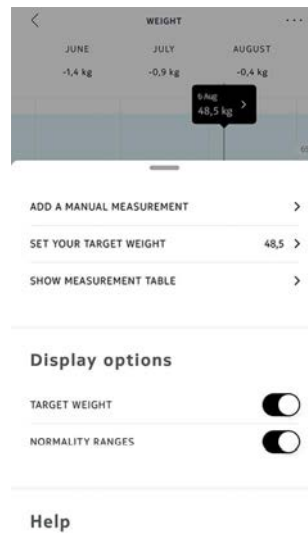 WEIGHT
JUNE JULY AUGUST
-1,4 kg -0,9 kg -0,4 kg
6 Aug
48,5 kg
ADD A MANUAL MEASUREMENT
SET YOUR TARGET WEIGHT 48,5
SHOW MEASUREMENT TABLE
Display options
TARGET WEIGHT
NORMALITY RANGES
Help